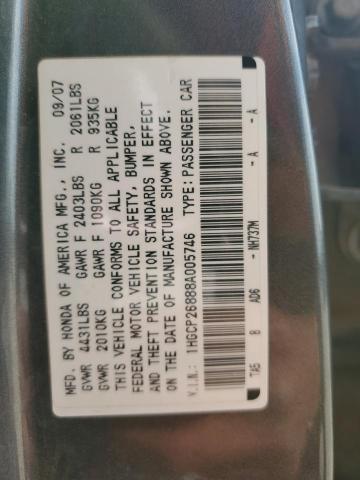 MFD. BY HONDA OF AMERICA MFG., INC. 09/07
GVWR 4431LBS GAWR F 2403LBS R 2061LBS
GVWR 2010KG GAWR F 1090KG R 935KG
THIS VEHICLE CONFORMS TO ALL APPLICABLE
FEDERAL MOTOR VEHICLE SAFETY, BUMPER,
AND THEFT PREVENTION STANDARDS IN EFFECT
ON THE DATE OF MANUFACTURE SHOWN ABOVE.
V.I.N.: 1HGCP26888A005746 TYPE: PASSENGER CAR
TA5 B AD6 - NH737M - A - A